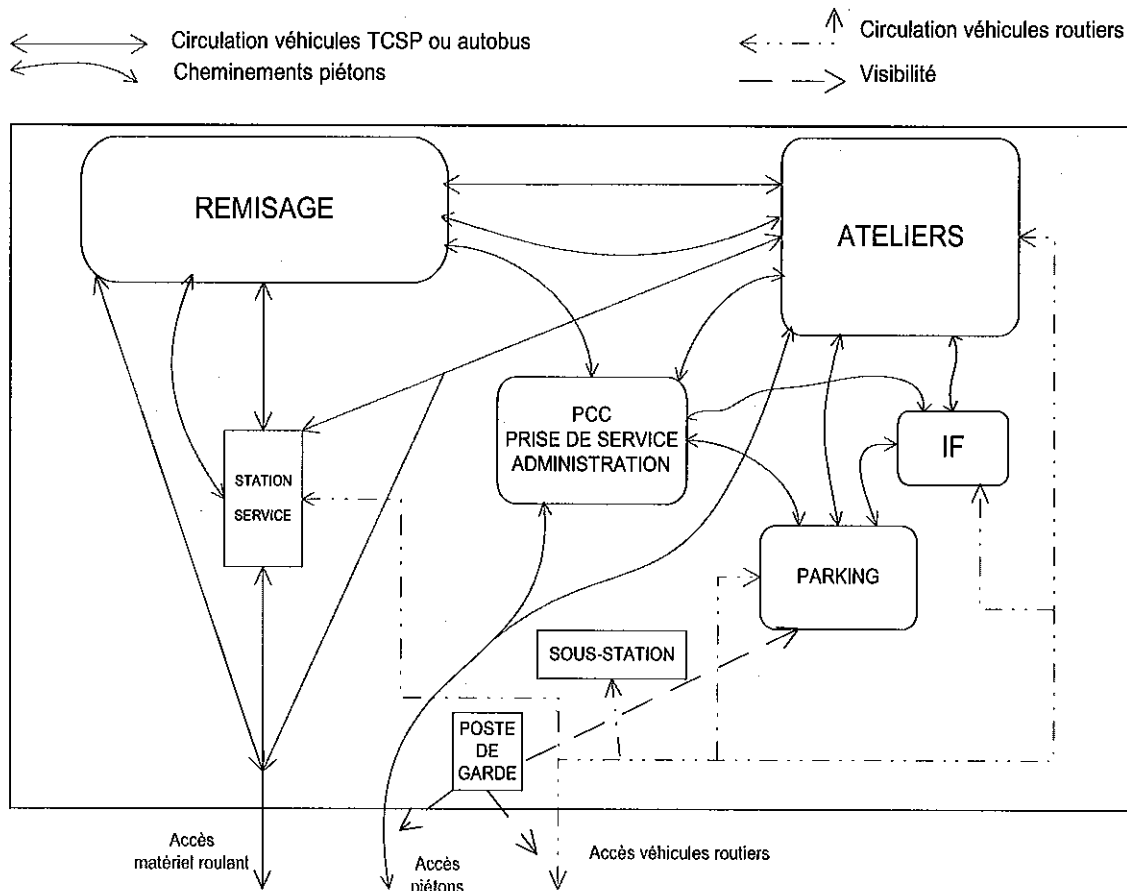 Circulation véhicules TCSP ou autobus
Cheminements piétons
Circulation véhicules routiers
Visibilité
REMISAGE
ATELIERS
PCC
PRISE DE SERVICE
ADMINISTRATION
IF
STATION
SERVICE
PARKING
SOUS-STATION
POSTE
DE
GARDE
Accès
matériel roulant
Accès
piétons
Accès véhicules routiers